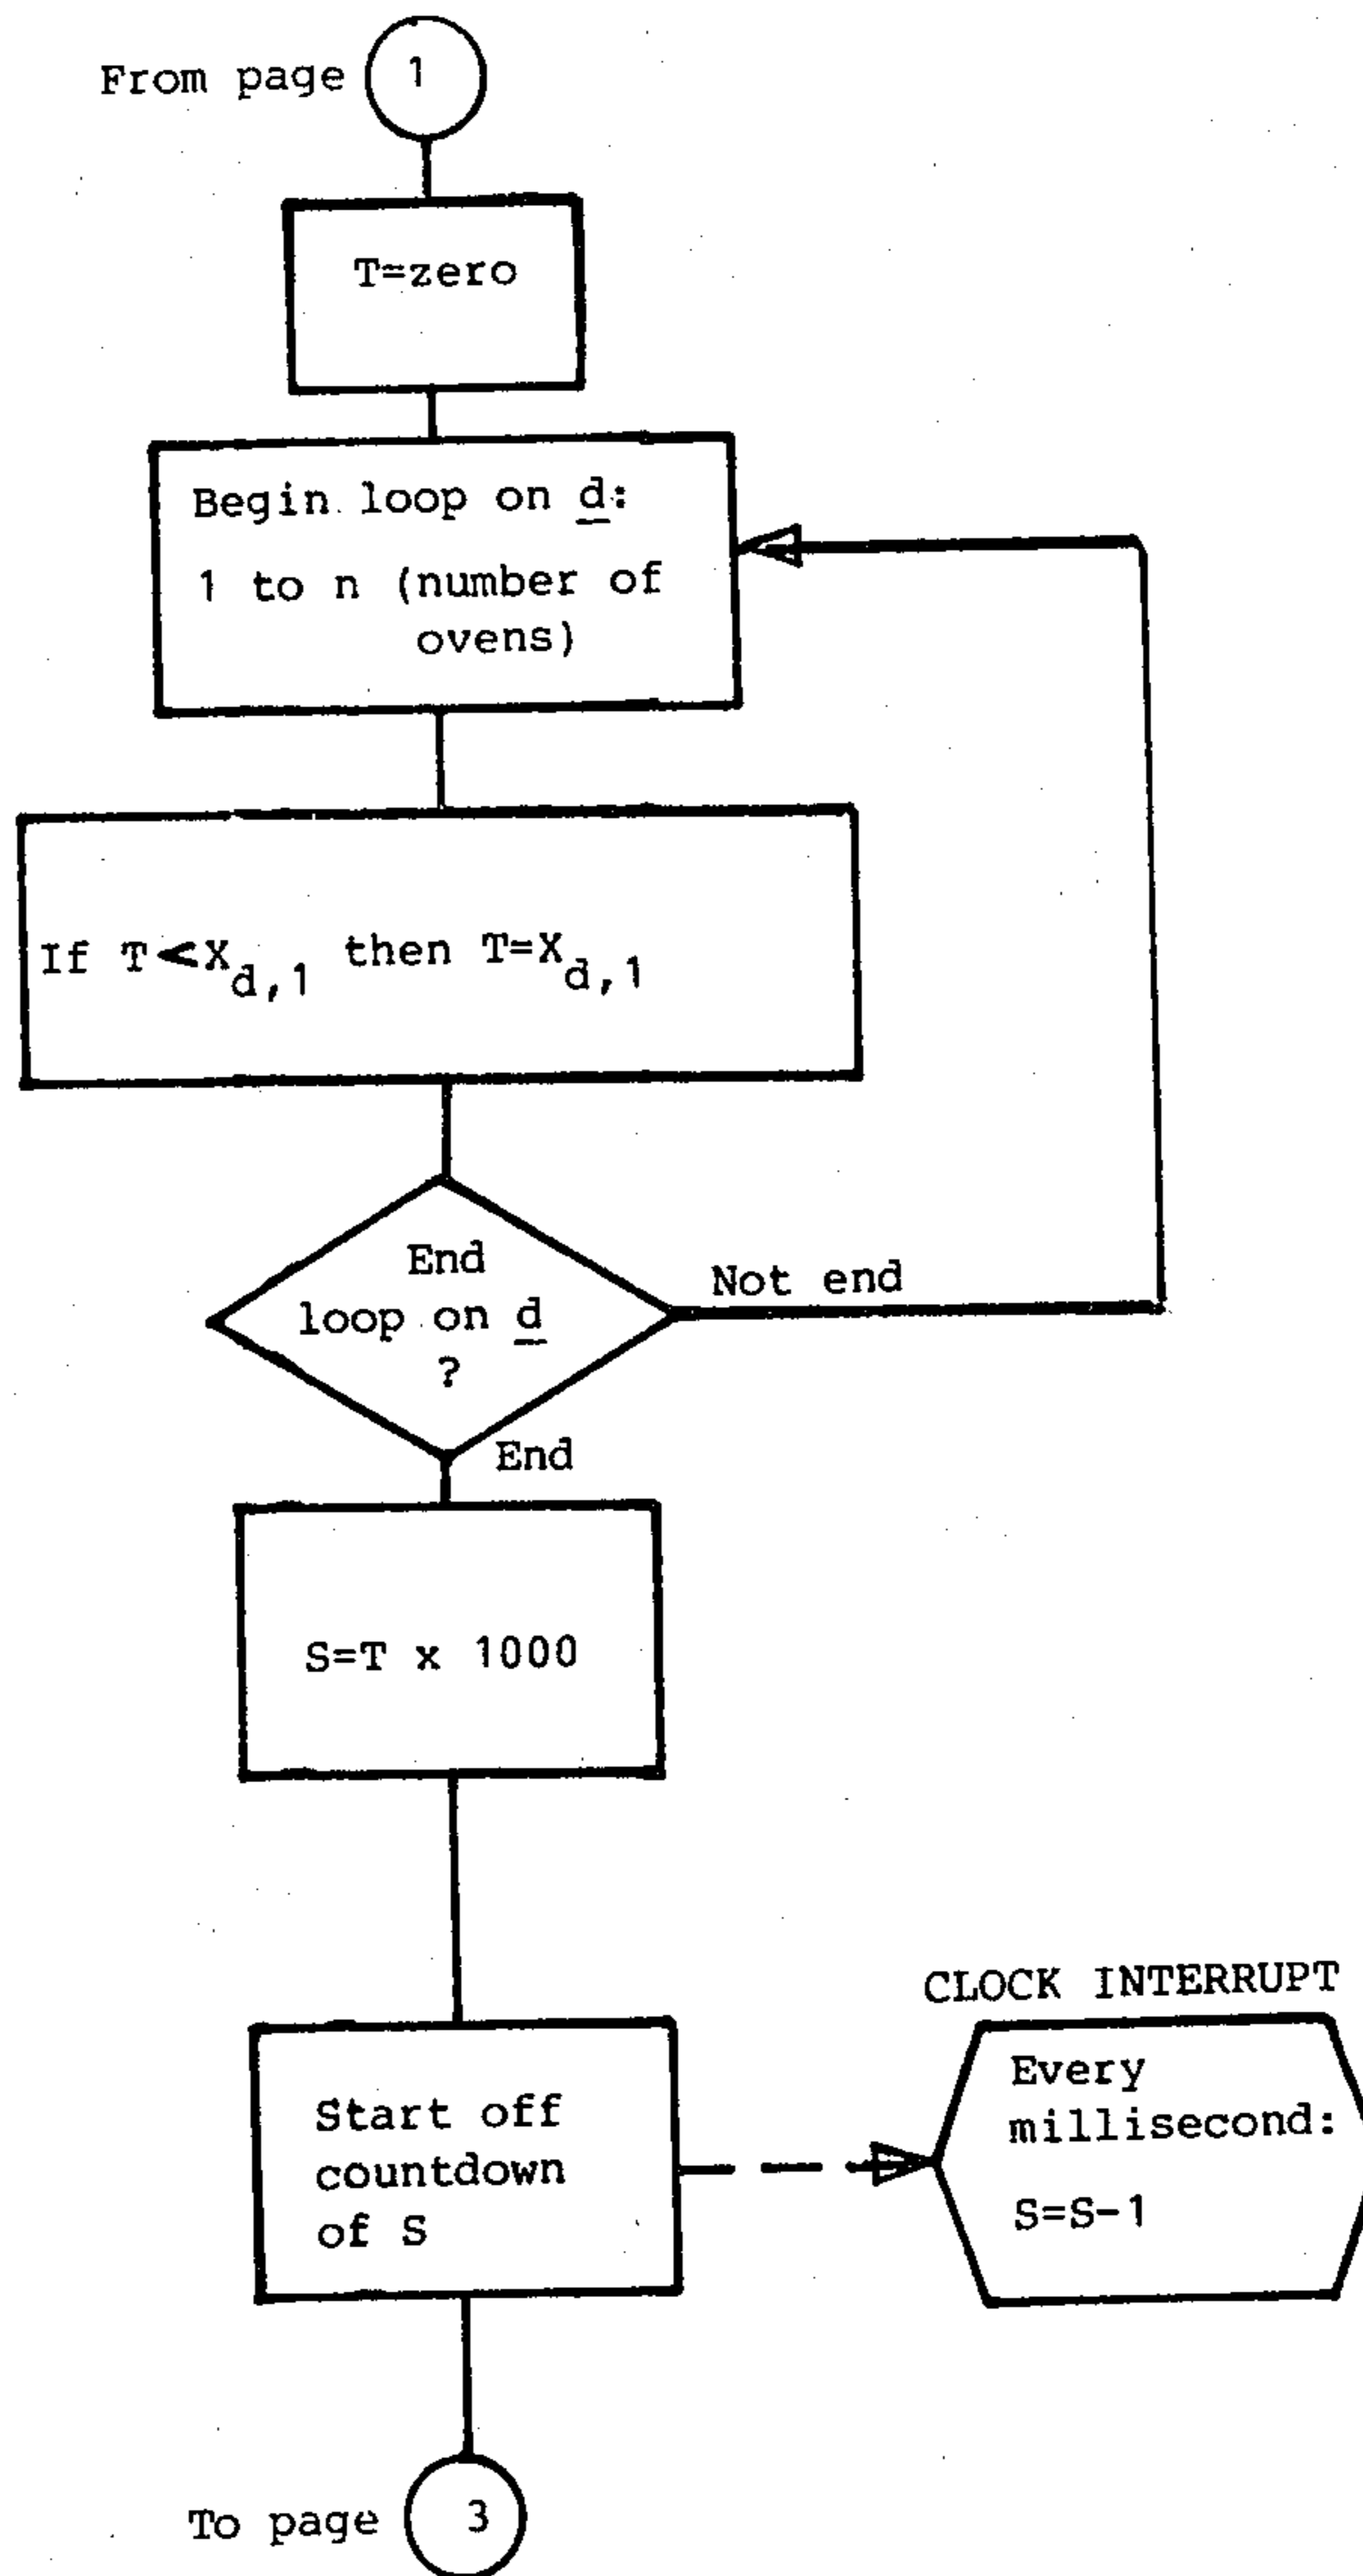 From page 1
T=zero
Begin loop on d:
1 to n (number of
ovens)
If T<X d,1 then T=X d,1
End
loop on d
?
Not end
End
S=T x 1000
CLOCK INTERRUPT
Start off
countdown
of S
Every
millisecond:
S=S-1
To page 3